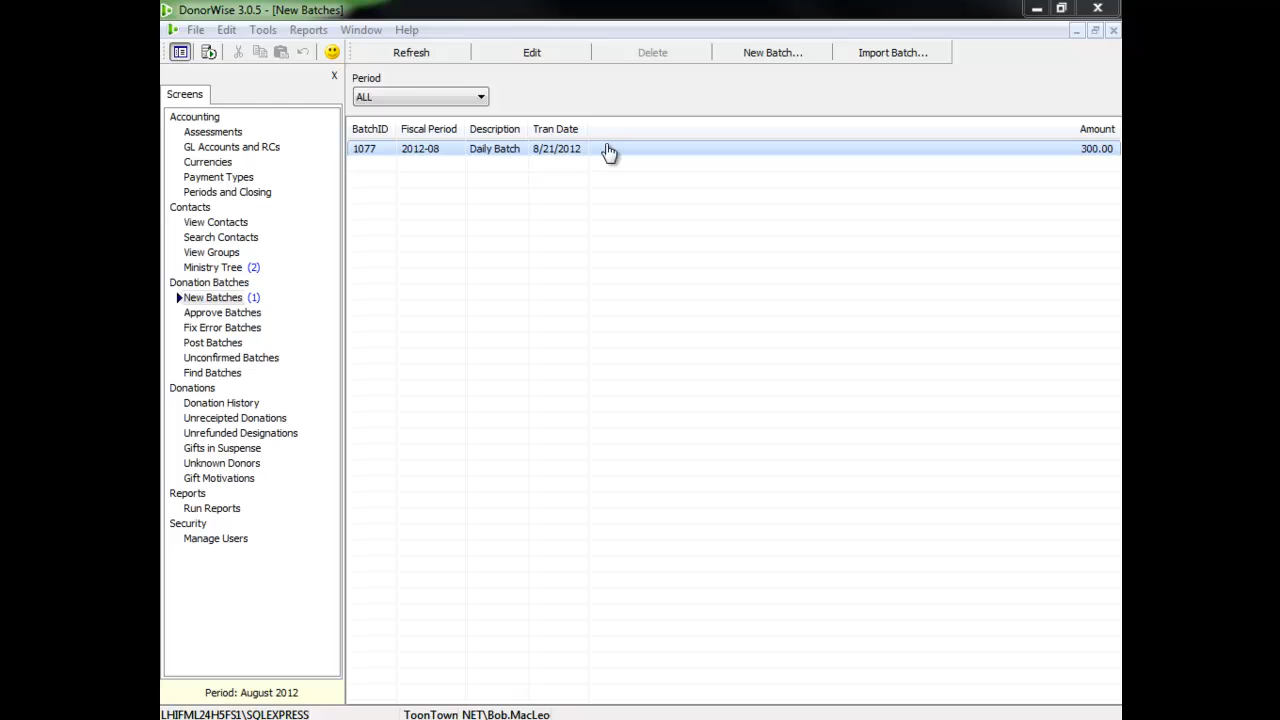 DonorWise 3.0.5 - [New Batches]
File Edit Tools Reports Window Help
Refresh Edit Delete New Batch... Import Batch...
X
Screens
Accounting
Assessments
GL Accounts and RCs
Currencies
Payment Types
Periods and Closing
Contacts
View Contacts
Search Contacts
View Groups
Ministry Tree (2)
Donation Batches
New Batches (1)
Approve Batches
Fix Error Batches
Post Batches
Unconfirmed Batches
Find Batches
Donations
Donation History
Unreceipted Donations
Unrefunded Designations
Gifts in Suspense
Unknown Donors
Gift Motivations
Reports
Run Reports
Security
Manage Users
Period: August 2012
Period
ALL
BatchID Fiscal Period Description Tran Date Amount
1077 2012-08 Daily Batch 8/21/2012 300.00
LHIFML24H5FS1\SQLEXPRESS ToonTown NET\Bob.MacLeo